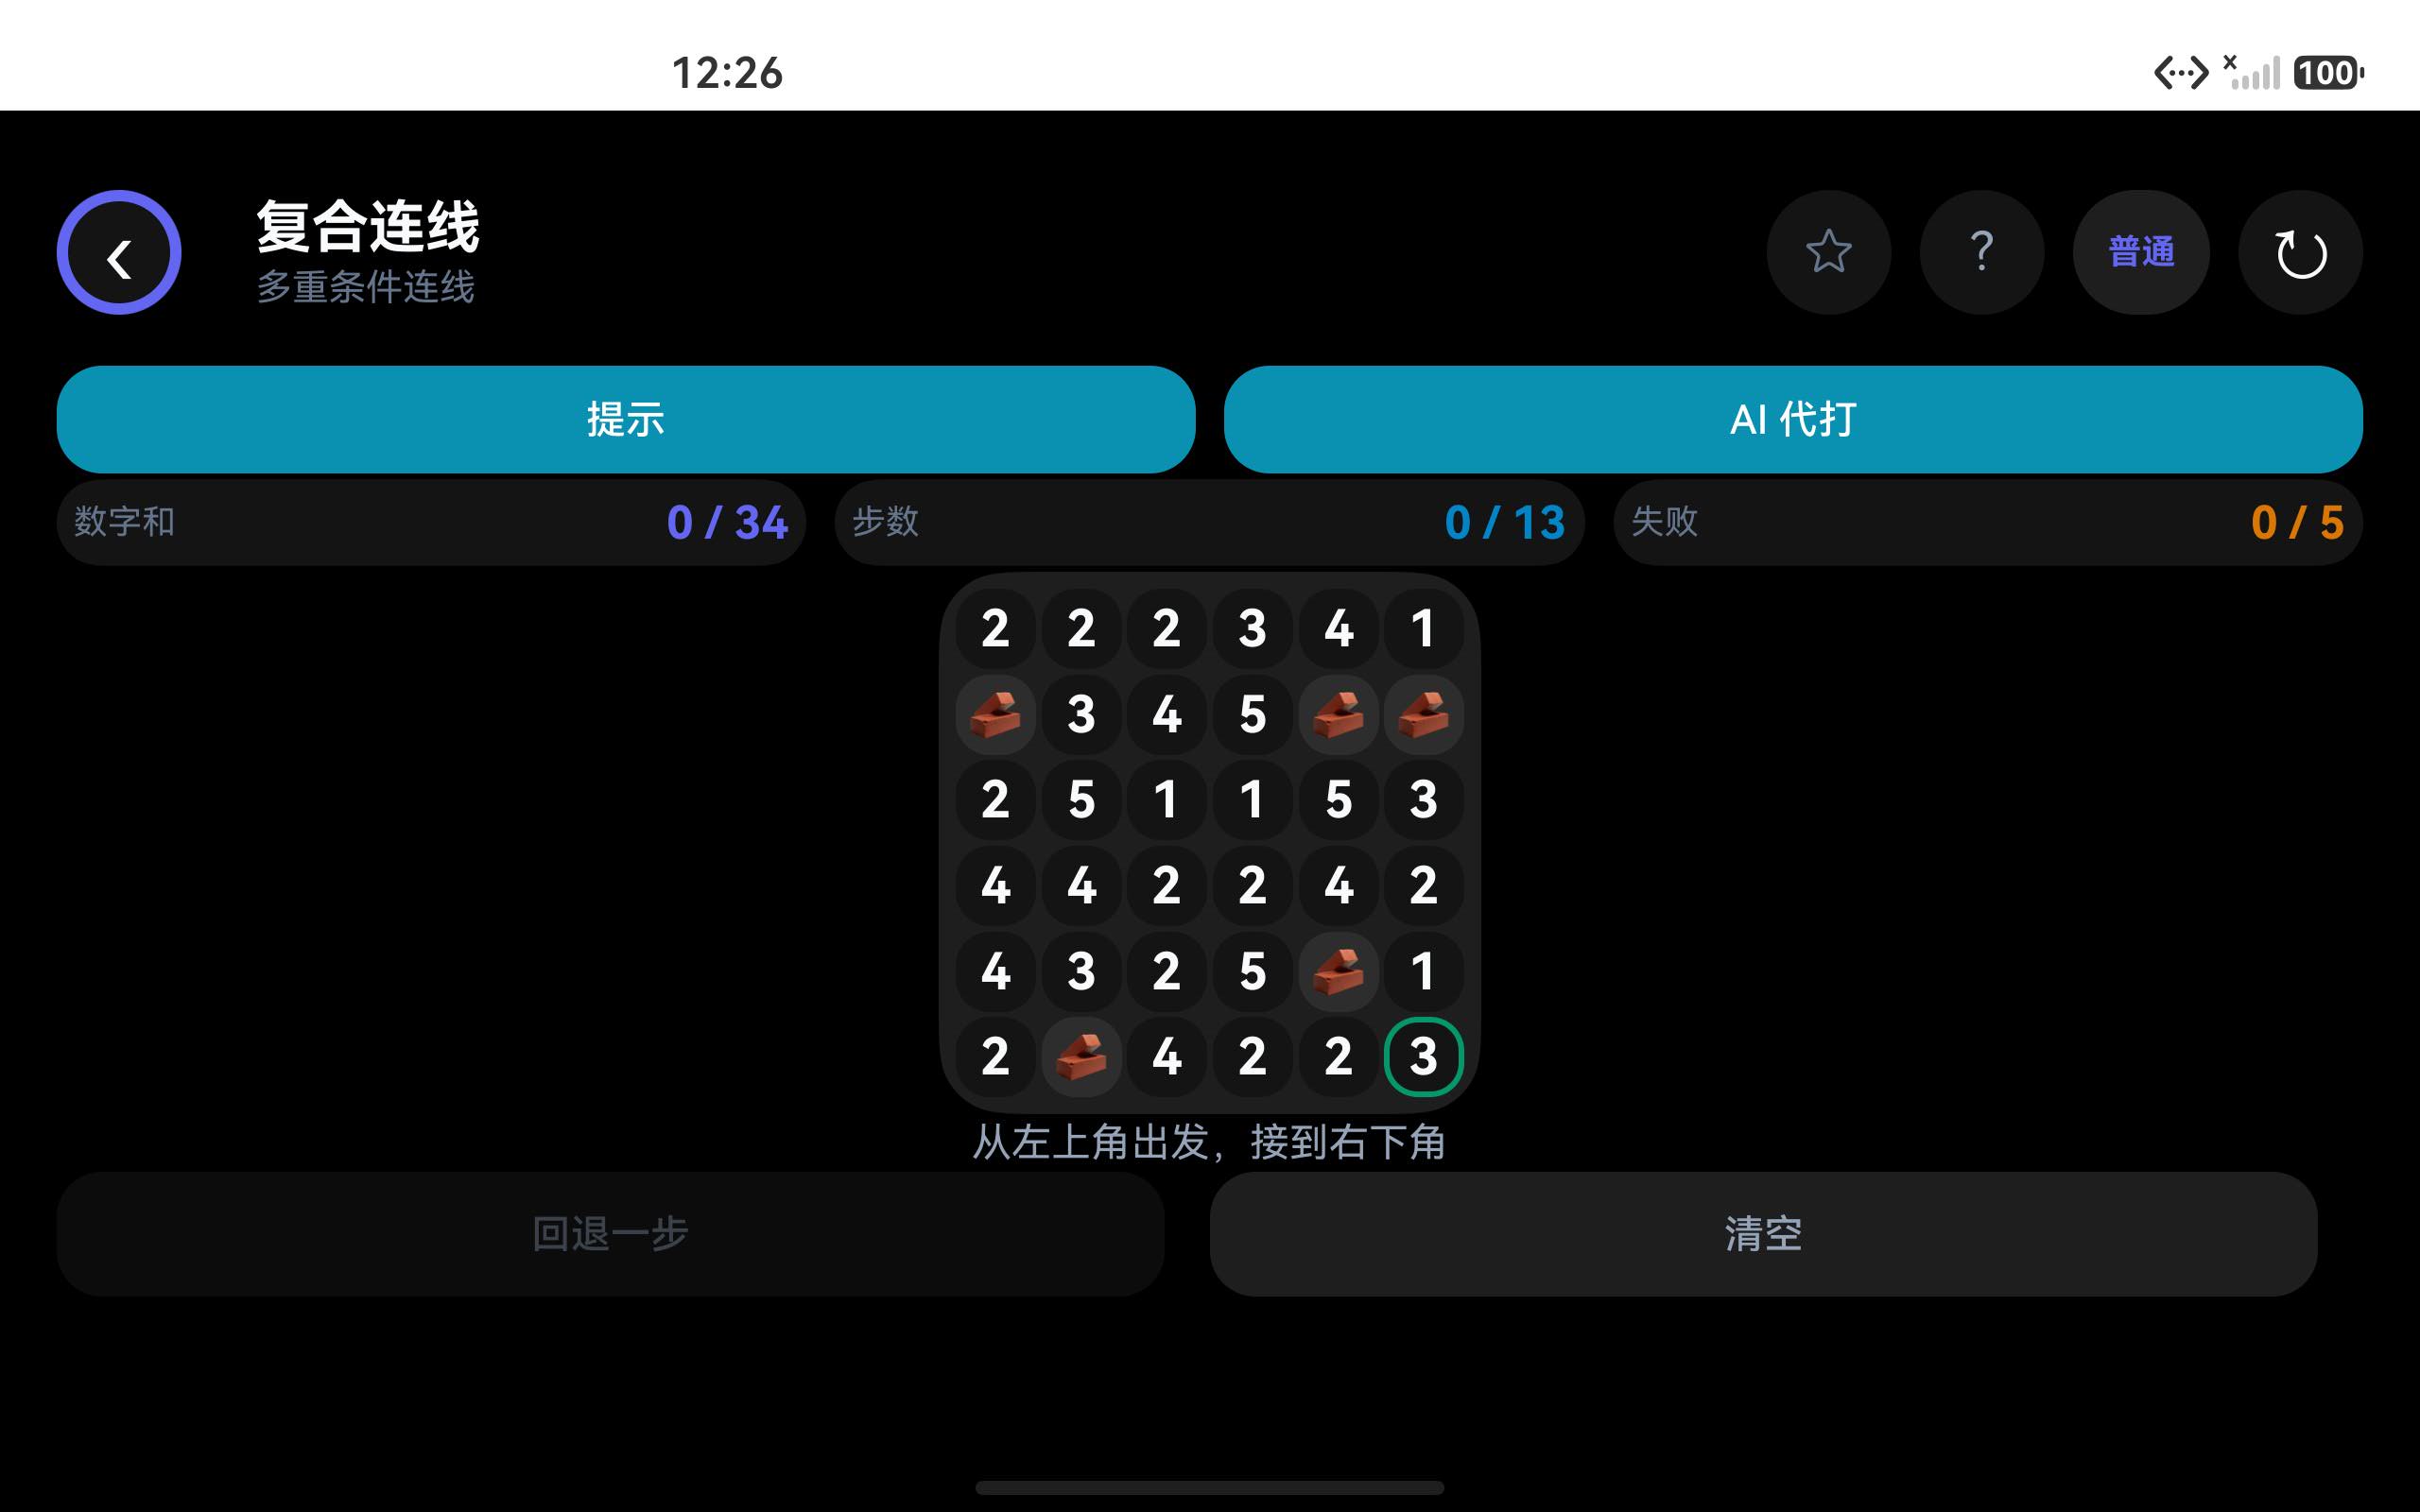 12:26
100
复合连线
多重条件连线
?
普通
提示
AI 代打
数字和 0 / 34
步数 0 / 13
失败 0 / 5
2 2 2 3 4 1
3 4 5
2 5 1 1 5 3
4 4 2 2 4 2
4 3 2 5 1
2 4 2 2 3
从左上角出发，接到右下角
回退一步
清空